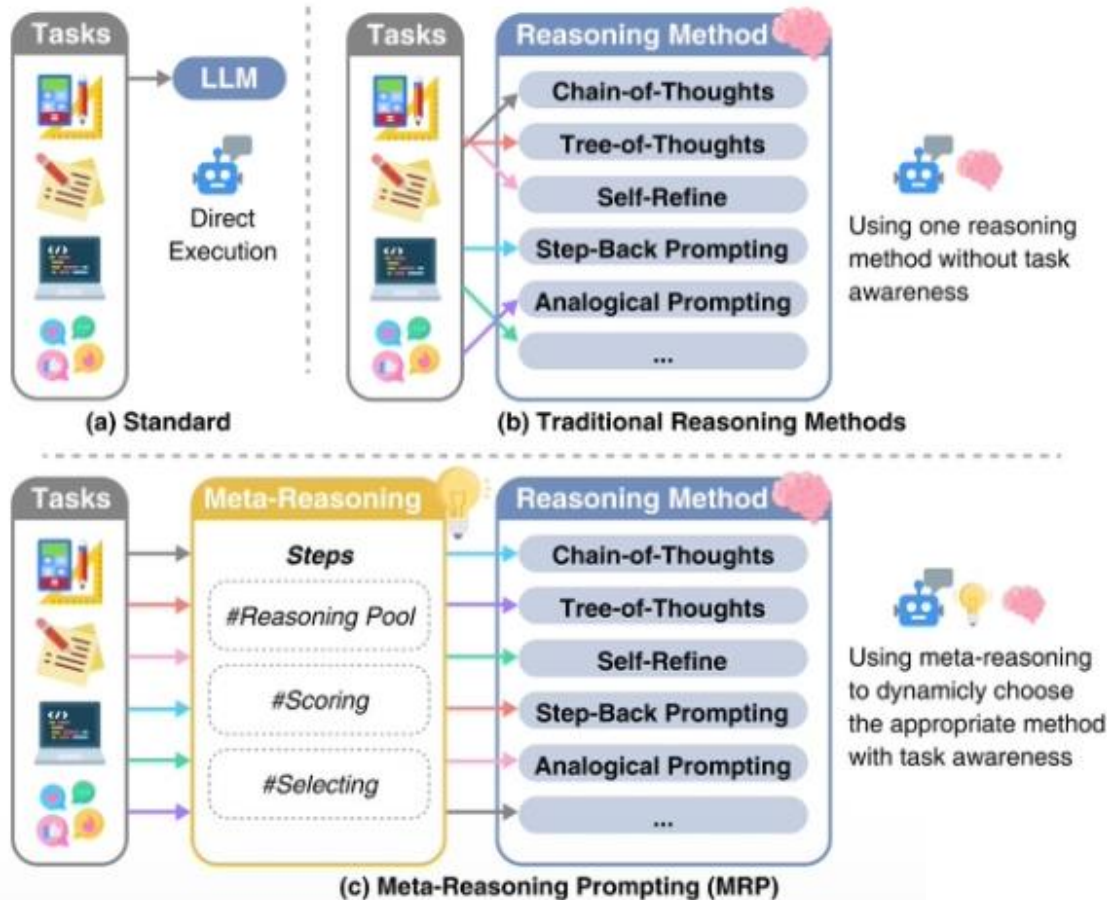 Tasks
LLM
Direct
Execution
(a) Standard
Tasks
Reasoning Method
Chain-of-Thoughts
Tree-of-Thoughts
Self-Refine
Step-Back Prompting
Analogical Prompting
...
Using one reasoning
method without task
awareness
(b) Traditional Reasoning Methods
Tasks
Meta-Reasoning
Steps
#Reasoning Pool
#Scoring
#Selecting
Reasoning Method
Chain-of-Thoughts
Tree-of-Thoughts
Self-Refine
Step-Back Prompting
Analogical Prompting
...
Using meta-reasoning
to dynamicly choose
the appropriate method
with task awareness
(c) Meta-Reasoning Prompting (MRP)